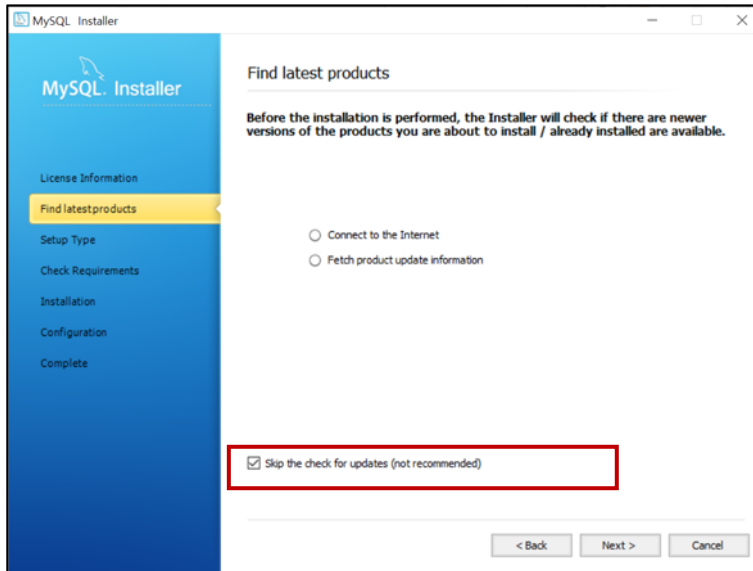 MySQL Installer
MySQL. Installer
License Information
Find latestproducts
Setup Type
Check Requirements
Installation
Configuration
Complete
Find latest products
Before the installation is performed, the Installer will check if there are newer
versions of the products you are about to install / already installed are available.
Connect to the Internet
Fetch product update information
Skip the check for updates (not recommended)
< Back
Next >
Cancel